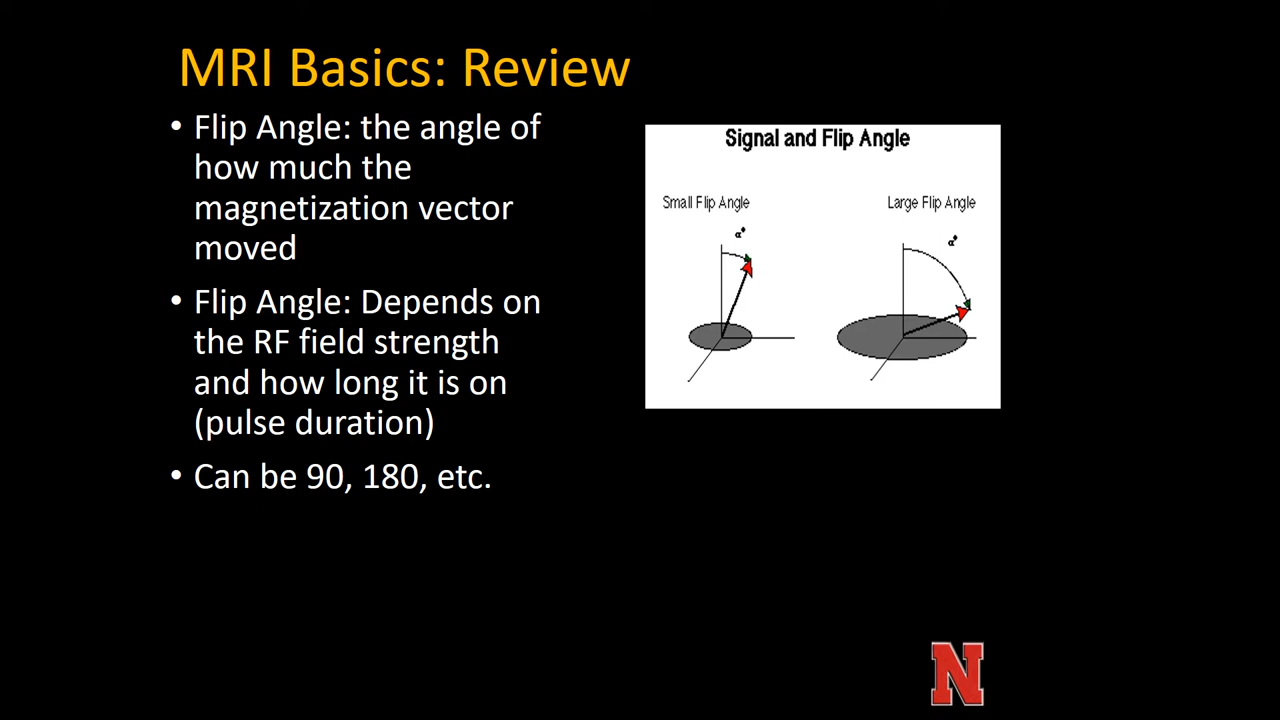 MRI Basics: Review
• Flip Angle: the angle of
how much the
magnetization vector
moved
• Flip Angle: Depends on
the RF field strength
and how long it is on
(pulse duration)
• Can be 90, 180, etc.
Signal and Flip Angle
Small Flip Angle
Large Flip Angle
α°
α°
N